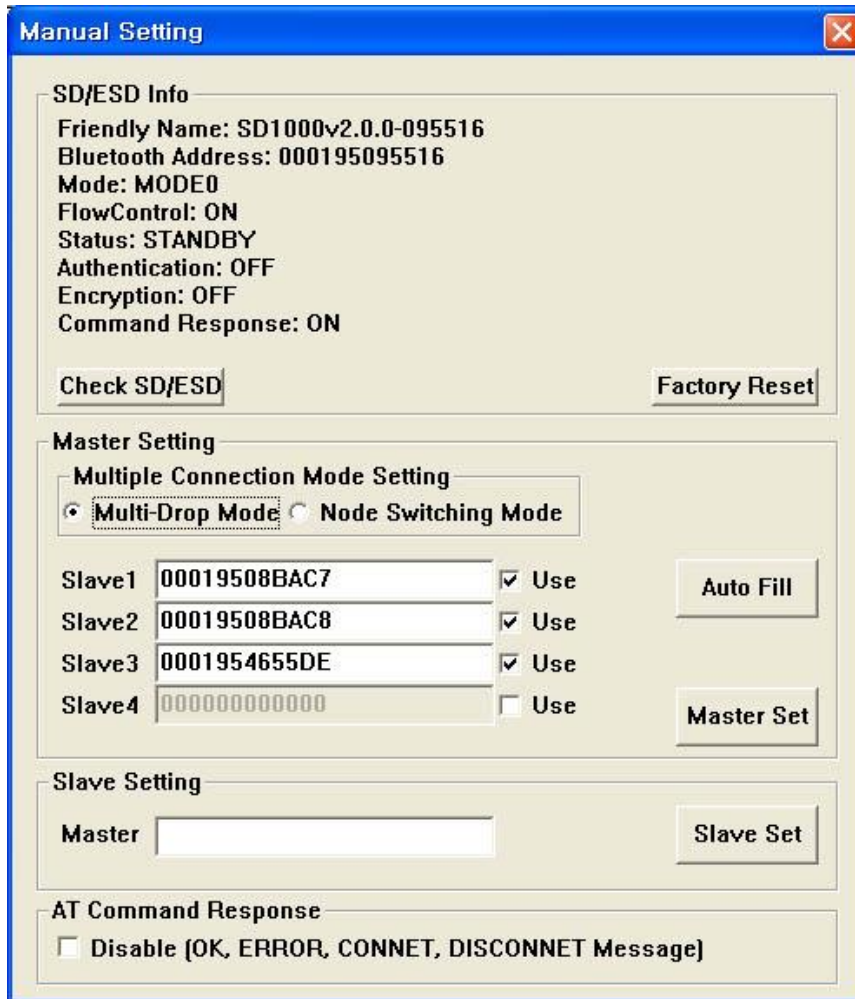 Manual Setting
SD/ESD Info
Friendly Name: SD1000v2.0.0-095516
Bluetooth Address: 000195095516
Mode: MODE0
FlowControl: ON
Status: STANDBY
Authentication: OFF
Encryption: OFF
Command Response: ON
Check SD/ESD Factory Reset
Master Setting
Multiple Connection Mode Setting
Multi-Drop Mode Node Switching Mode
Slave1 00019508BAC7 Use Auto Fill
Slave2 00019508BAC8 Use
Slave3 0001954655DE Use
Slave4 000000000000 Use Master Set
Slave Setting
Master Slave Set
AT Command Response
Disable (OK, ERROR, CONNET, DISCONNET Message)